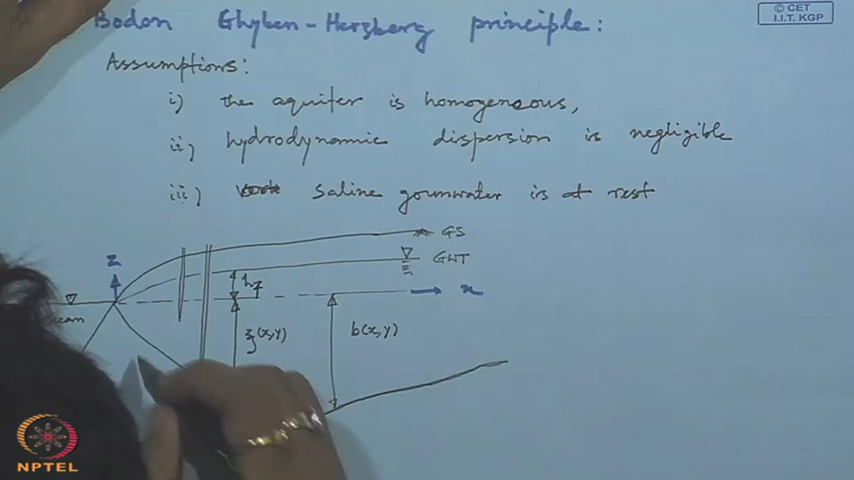 Badon Ghyben-Herzberg principle:
© CET
I.I.T. KGP
Assumptions:
i) the aquifer is homogeneous,
ii) hydrodynamic dispersion is negligible
iii) saline gounwater is at rest
GS
z
GWT
hf
x
ζ(x,y)
b(x,y)
NPTEL